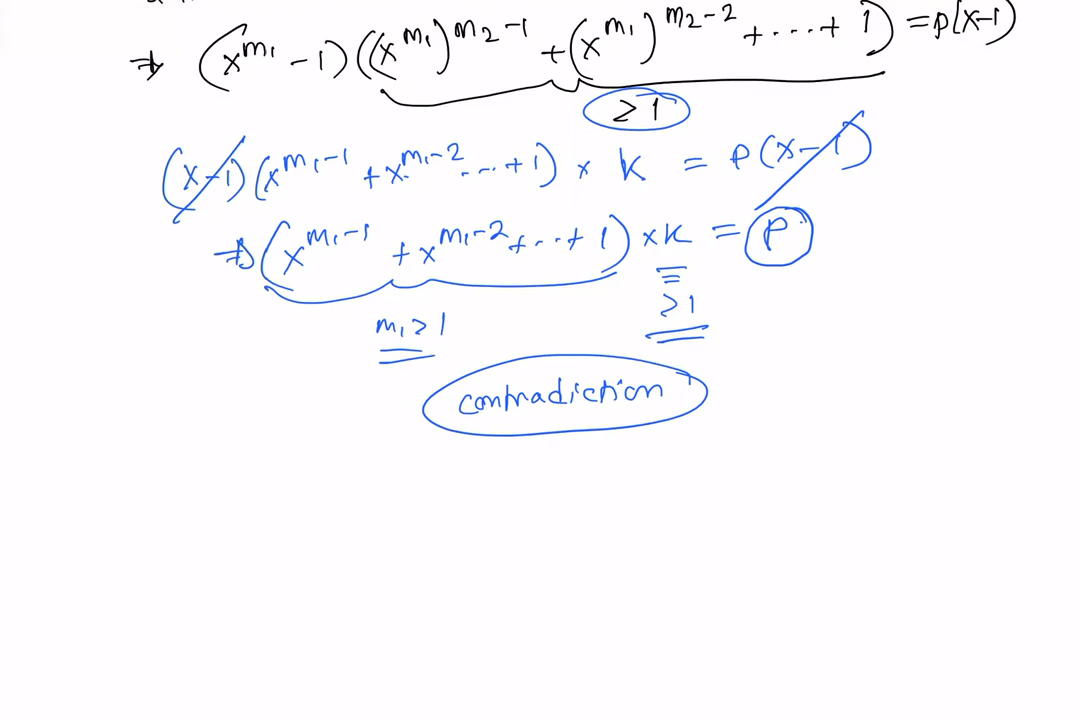 ⇒ (x^{m₁} - 1)((x^{m₁})^{m₂-1} + (x^{m₁})^{m₂-2} + ⋯ + 1) = p(x-1)
> 1
(x-1)(x^{m₁-1} + x^{m₁-2} ⋯ + 1) × K = p(x-1)
⇒ (x^{m₁-1} + x^{m₁-2} + ⋯ + 1) × K = p
m₁ > 1 > 1
contradiction